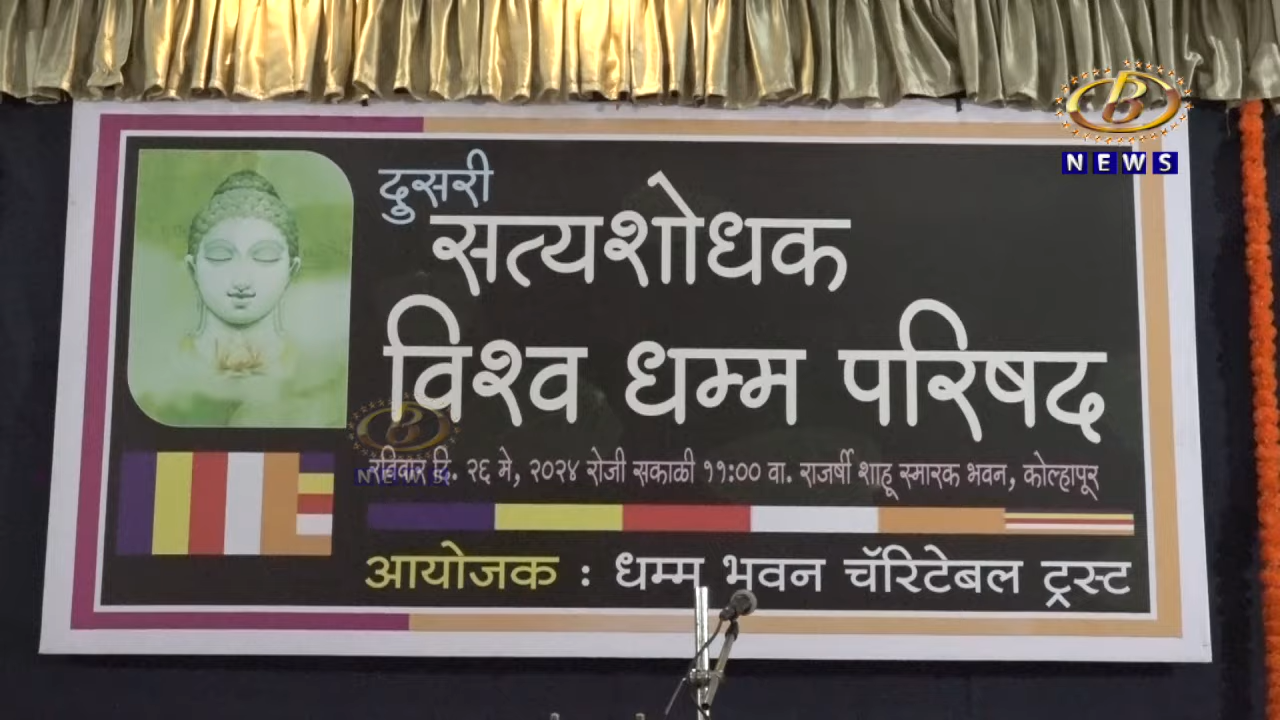 B
NEWS
दुसरी
सत्यशोधक
विश्व धम्म परिषद
रविवार दि. २६ मे, २०२४ रोजी सकाळी ११:०० वा. राजर्षी शाहू स्मारक भवन, कोल्हापूर
आयोजक : धम्म भवन चॅरिटेबल ट्रस्ट